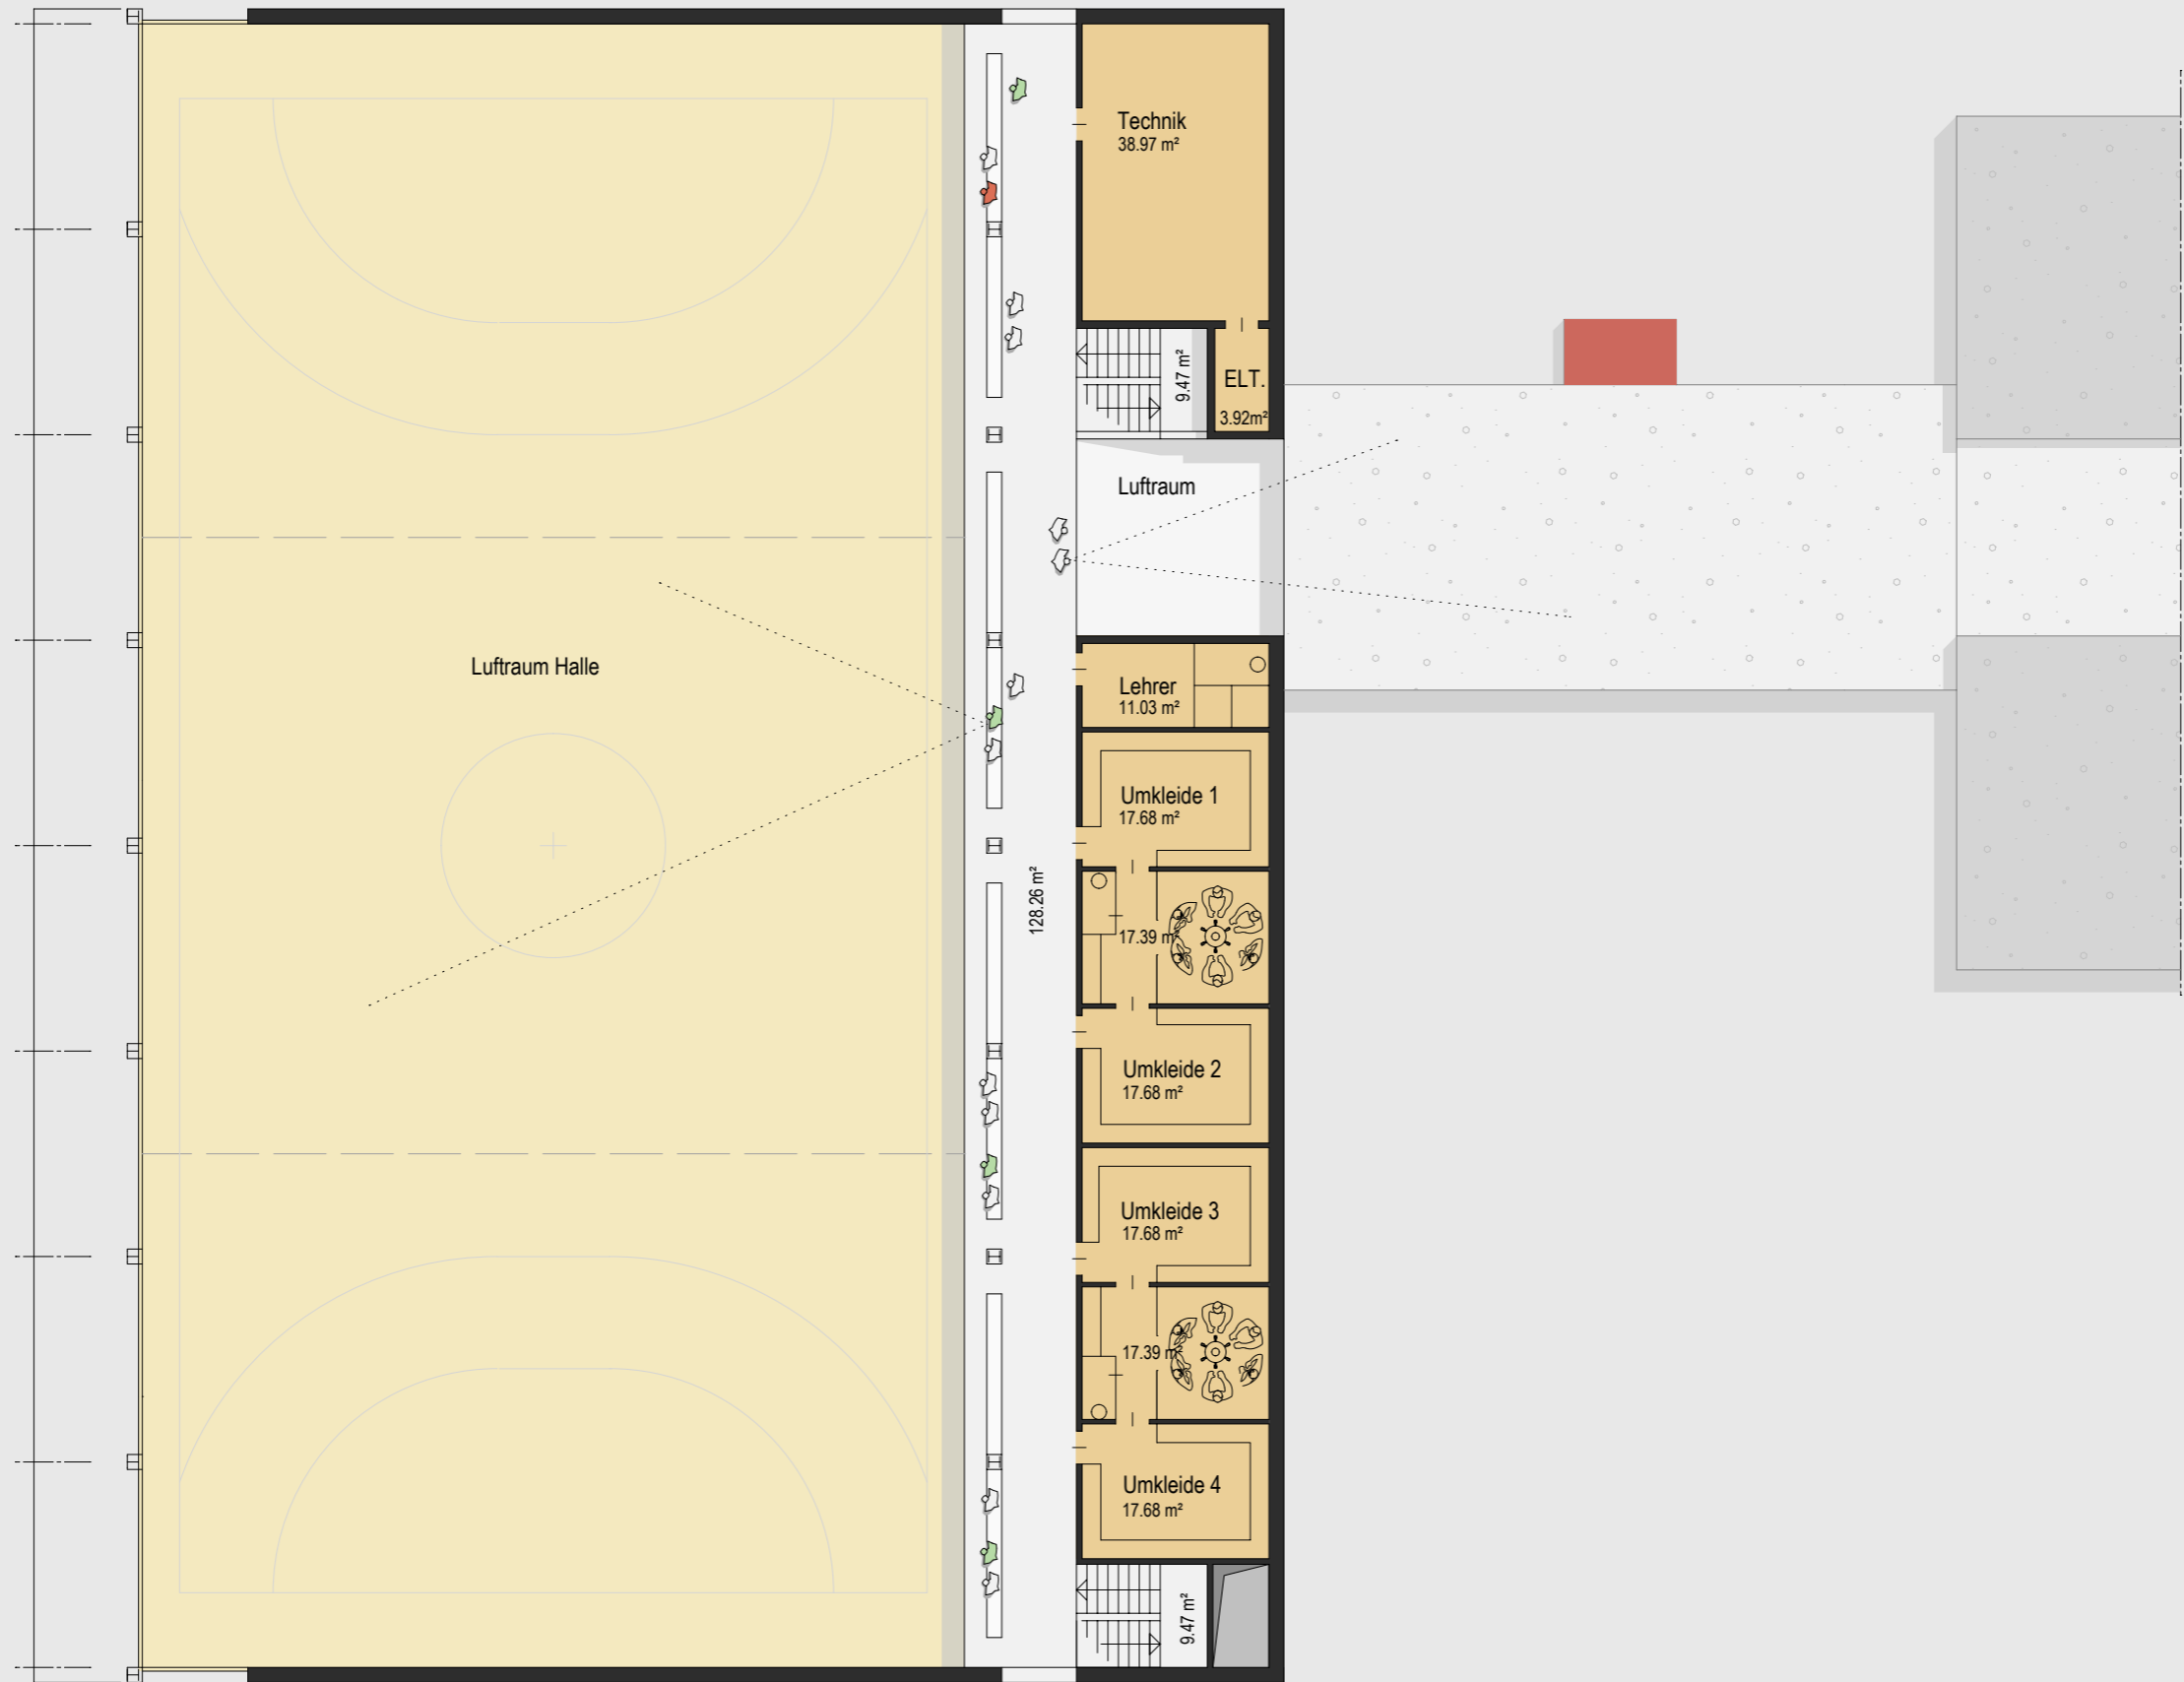 Technik
38.97 m²
9.47 m²
ELT.
3.92m²
Luftraum
Luftraum Halle
Lehrer
11.03 m²
Umkleide 1
17.68 m²
128.26 m²
17.39 m²
Umkleide 2
17.68 m²
Umkleide 3
17.68 m²
17.39 m²
Umkleide 4
17.68 m²
9.47 m²